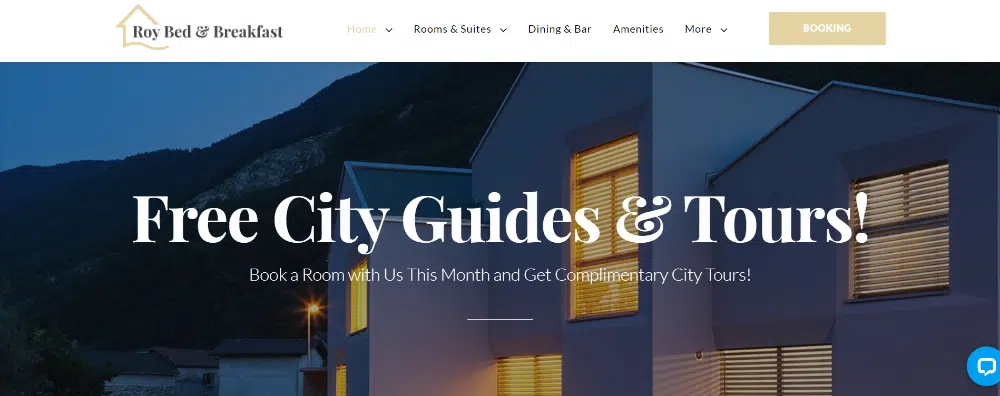 Roy Bed & Breakfast
Home
Rooms & Suites
Dining & Bar
Amenities
More
BOOKING
Free City Guides & Tours!
Book a Room with Us This Month and Get Complimentary City Tours!